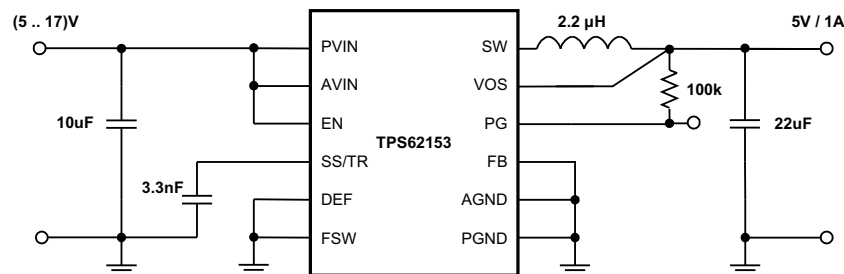 (5 .. 17)V
2.2 µH
5V / 1A
PVIN
SW
AVIN
VOS
100k
10uF
EN
PG
22uF
TPS62153
SS/TR
FB
3.3nF
DEF
AGND
FSW
PGND